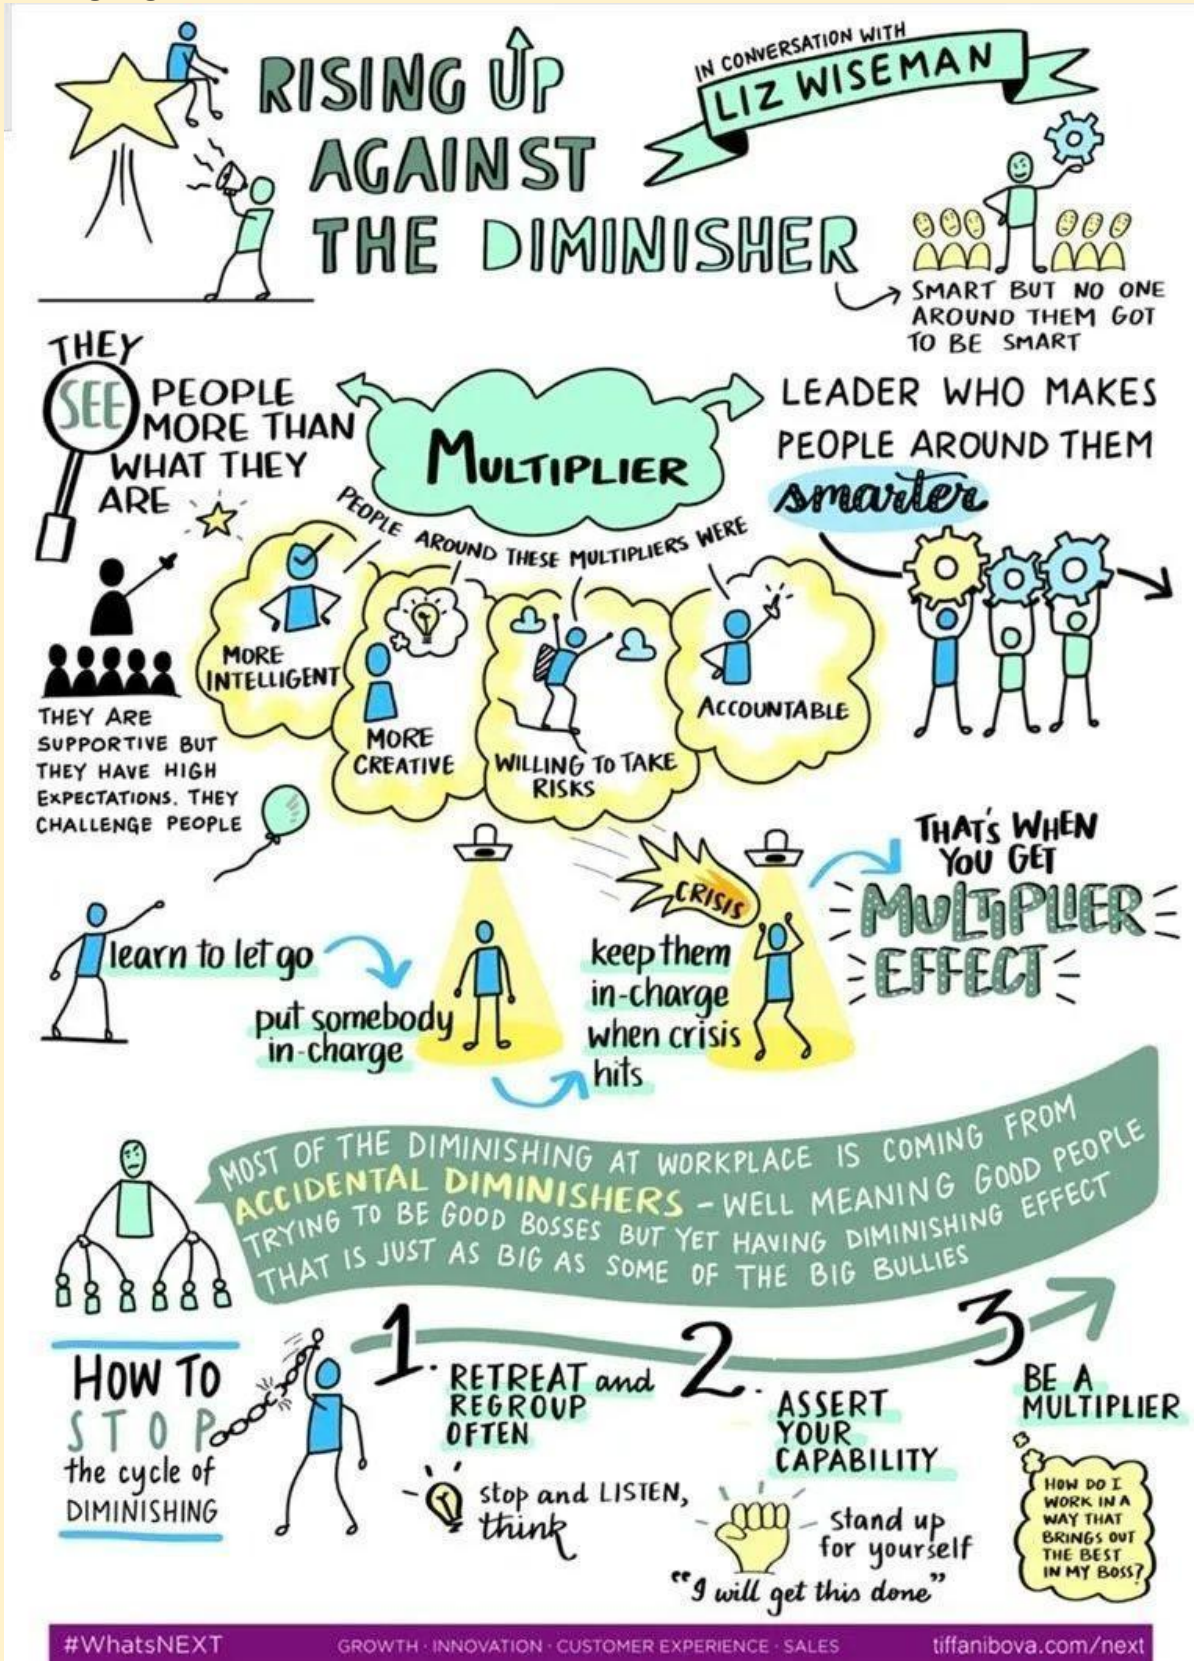 RISING UP
AGAINST
THE DIMINISHER
IN CONVERSATION WITH
LIZ WISEMAN
SMART BUT NO ONE
AROUND THEM GOT
TO BE SMART
THEY
SEE PEOPLE
MORE THAN
WHAT THEY
ARE
MULTIPLIER
LEADER WHO MAKES
PEOPLE AROUND THEM
smarter
PEOPLE AROUND THESE MULTIPLIERS WERE
MORE
INTELLIGENT
MORE
CREATIVE
WILLING TO TAKE
RISKS
ACCOUNTABLE
THEY ARE
SUPPORTIVE BUT
THEY HAVE HIGH
EXPECTATIONS. THEY
CHALLENGE PEOPLE
learn to let go
put somebody
in-charge
CRISIS
keep them
in-charge
when crisis
hits
THAT'S WHEN
YOU GET
MULTIPLIER
EFFECT
MOST OF THE DIMINISHING AT WORKPLACE IS COMING FROM
ACCIDENTAL DIMINISHERS - WELL MEANING GOOD PEOPLE
TRYING TO BE GOOD BOSSES BUT YET HAVING DIMINISHING EFFECT
THAT IS JUST AS BIG AS SOME OF THE BIG BULLIES
HOW TO
STOP
the cycle of
DIMINISHING
1.
RETREAT and
REGROUP
OFTEN
stop and LISTEN,
think
2.
ASSERT
YOUR
CAPABILITY
stand up
for yourself
"I will get this done"
3
BE A
MULTIPLIER
HOW DO I
WORK IN A
WAY THAT
BRINGS OUT
THE BEST
IN MY BOSS?
#WhatsNEXT
GROWTH · INNOVATION · CUSTOMER EXPERIENCE · SALES
tiffanibova.com/next